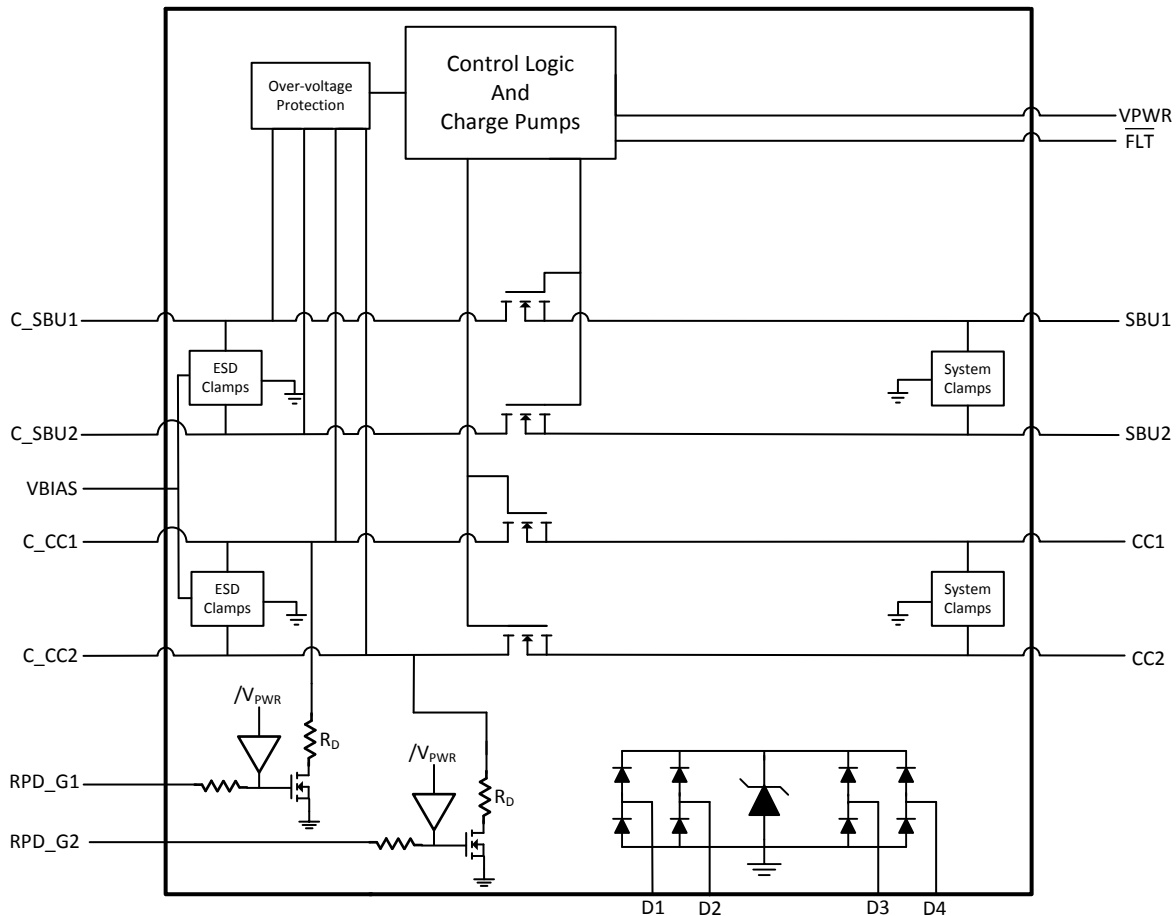 Control Logic
And
Charge Pumps
Over-voltage
Protection
VPWR
FLT
C_SBU1
SBU1
ESD
Clamps
System
Clamps
C_SBU2
SBU2
VBIAS
C_CC1
CC1
ESD
Clamps
System
Clamps
C_CC2
CC2
/VPWR
RD
/VPWR
RPD_G1
RD
RPD_G2
D1
D2
D3
D4